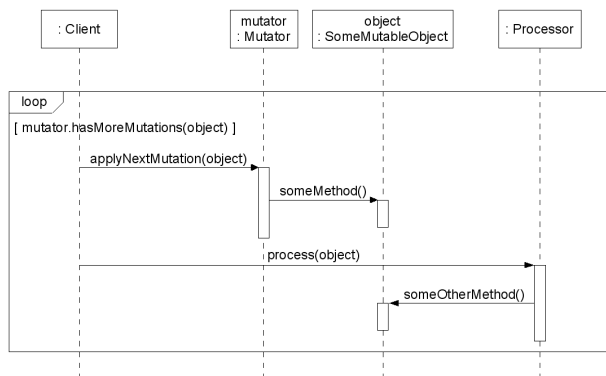 : Client
mutator
: Mutator
object
: SomeMutableObject
: Processor
loop
[ mutator.hasMoreMutations(object) ]
applyNextMutation(object)
someMethod()
process(object)
someOtherMethod()